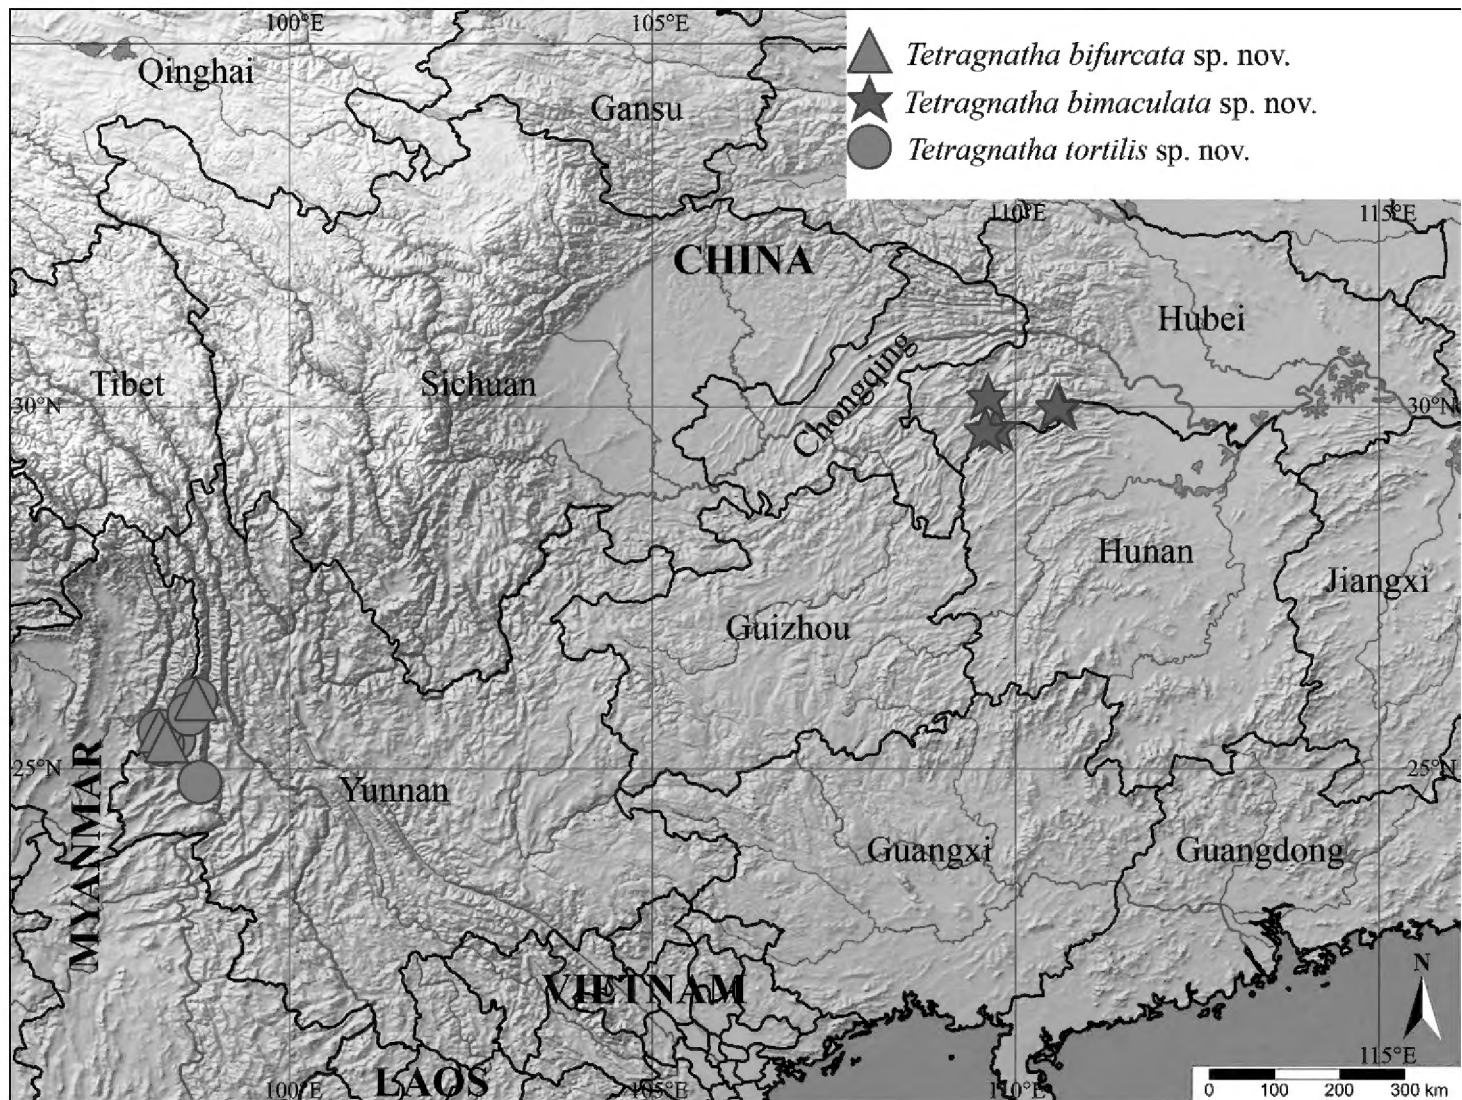 100°E
105°E
Tetragnatha bifurcata sp. nov.
Tetragnatha bimaculata sp. nov.
Tetragnatha tortilis sp. nov.
Qinghai
Gansu
110°E
115°E
CHINA
Hubei
Tibet
Sichuan
Chongqing
30°N
30°N
Hunan
Jiangxi
Guizhou
25°N
25°N
MYANMAR
Yunnan
Guangxi
Guangdong
VIETNAM
N
LAOS
100°E
105°E
110°E
115°E
0 100 200 300 km